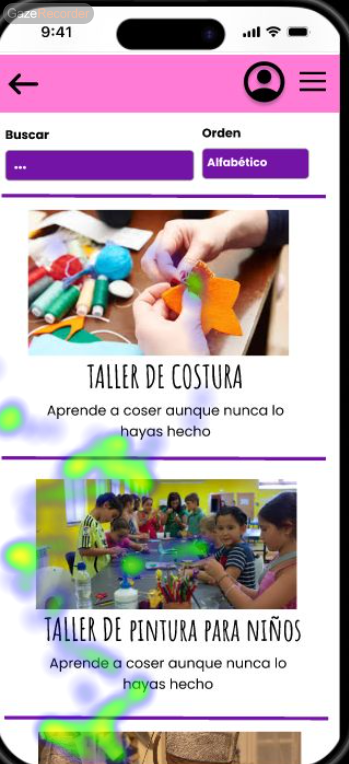 GazeRecorder
9:41
Buscar
Orden
...
Alfabético
TALLER DE COSTURA
Aprende a coser aunque nunca lo
hayas hecho
TALLER DE PINTURA PARA NIÑOS
Aprende a coser aunque nunca lo
hayas hecho